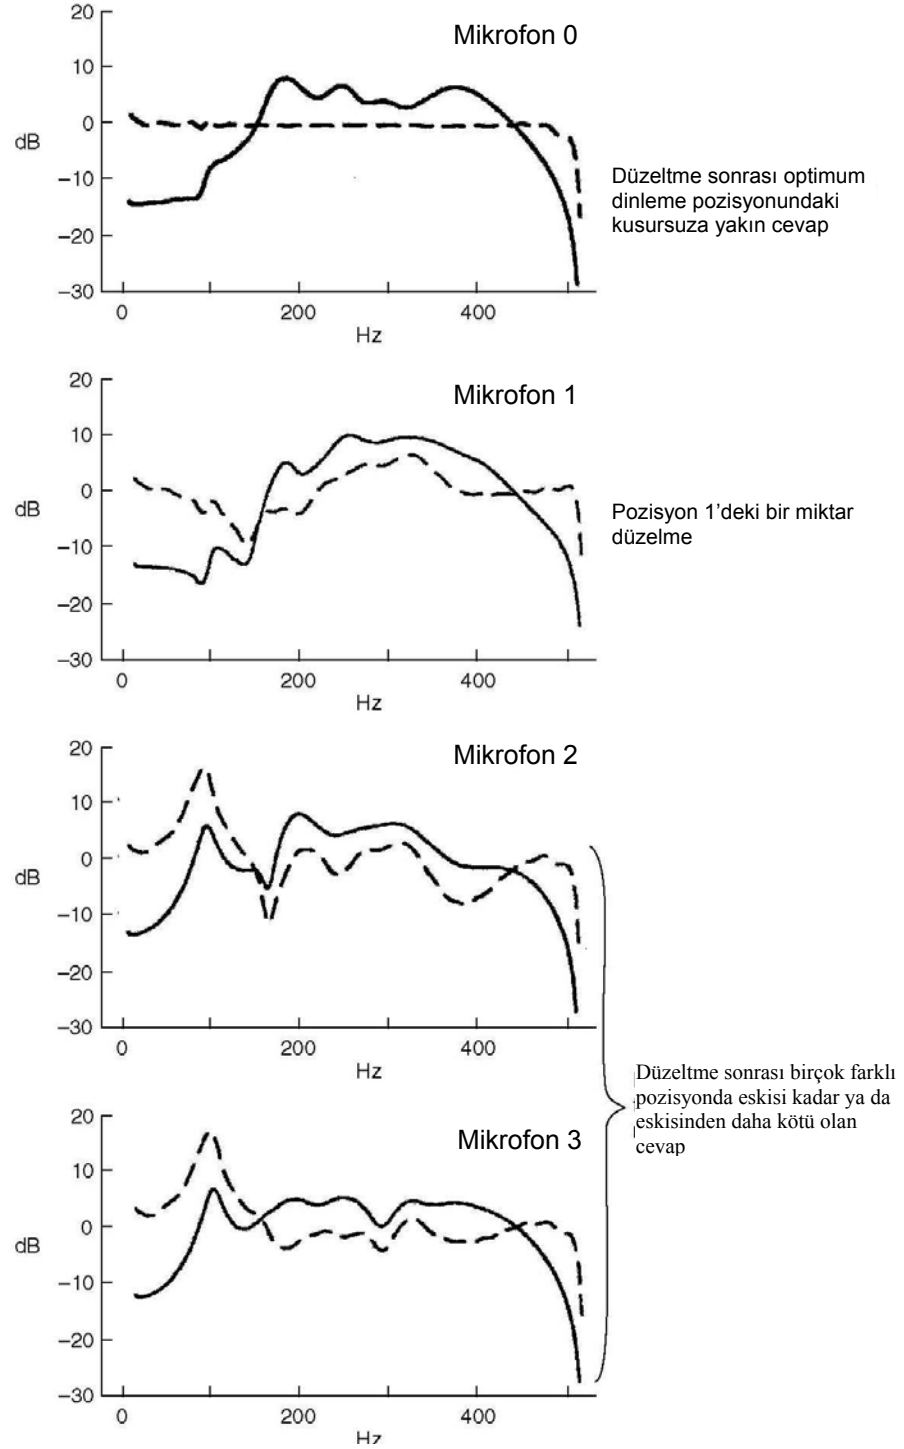 20
Mikrofon 0
10
0
dB
−10
Düzeltme sonrası optimum
dinleme pozisyonundaki
kusursuza yakın cevap
−20
−30
0
200
400
Hz
20
Mikrofon 1
10
0
dB
Pozisyon 1’deki bir miktar
düzelme
−10
−20
−30
0
200
400
Hz
20
Mikrofon 2
10
0
dB
−10
−20
−30
0
200
400
Hz
Düzeltme sonrası birçok farklı
pozisyonda eskisi kadar ya da
eskisinden daha kötü olan
cevap
20
Mikrofon 3
10
0
dB
−10
−20
−30
0
200
400
Hz